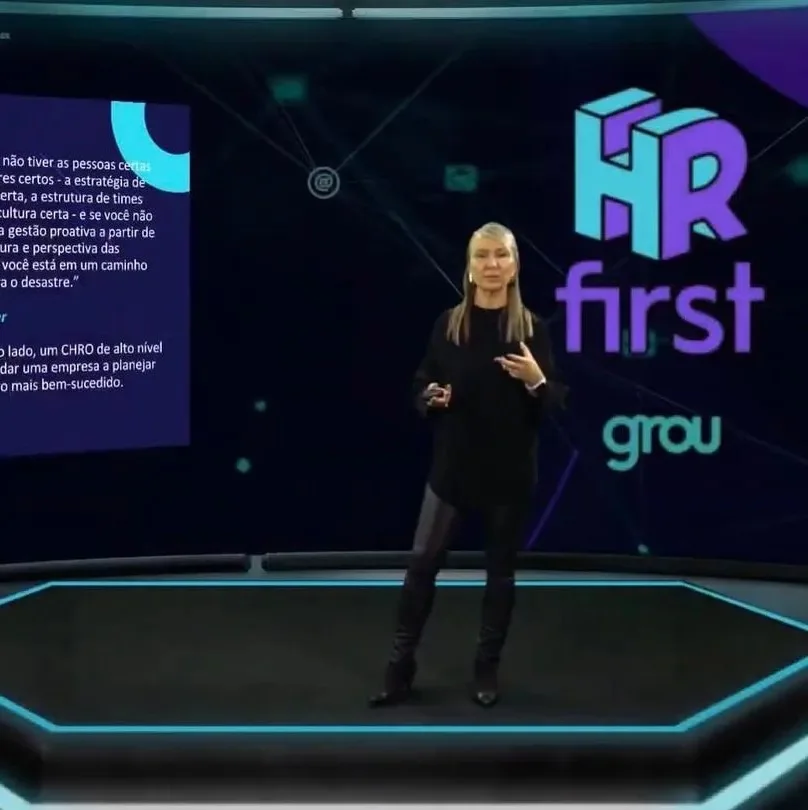 não tiver as pessoas certas
res certos - a estratégia de
erta, a estrutura de times
cultura certa - e se você não
a gestão proativa a partir de
ura e perspectiva das
você está em um caminho
a o desastre.”
r
o lado, um CHRO de alto nível
dar uma empresa a planejar
o mais bem-sucedido.
@
HR
first
grou